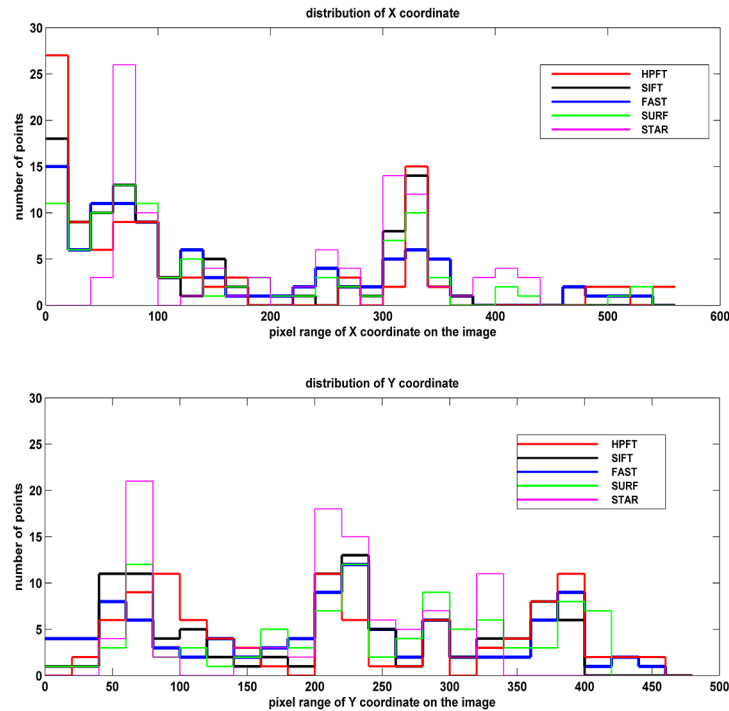 distribution of X coordinate
30
25
20
15
10
5
0
number of points
HPFT
SIFT
FAST
SURF
STAR
0 100 200 300 400 500 600
pixel range of X coordinate on the image
distribution of Y coordinate
30
25
20
15
10
5
0
number of points
HPFT
SIFT
FAST
SURF
STAR
0 50 100 150 200 250 300 350 400 450 500
pixel range of Y coordinate on the image